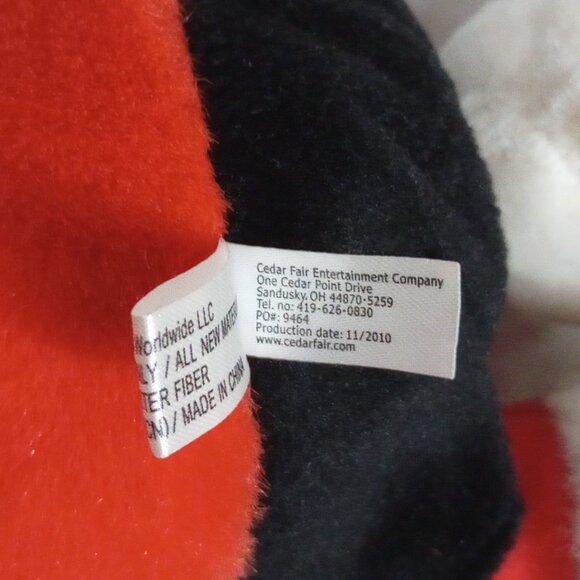 Cedar Fair Entertainment Company
One Cedar Point Drive
Sandusky, OH 44870-5259
Tel. no: 419-626-0830
PO#: 9464
Production date: 11/2010
www.cedarfair.com
Worldwide LLC
LY / ALL NEW MATER
TER FIBER
CN) / MADE IN CHINA